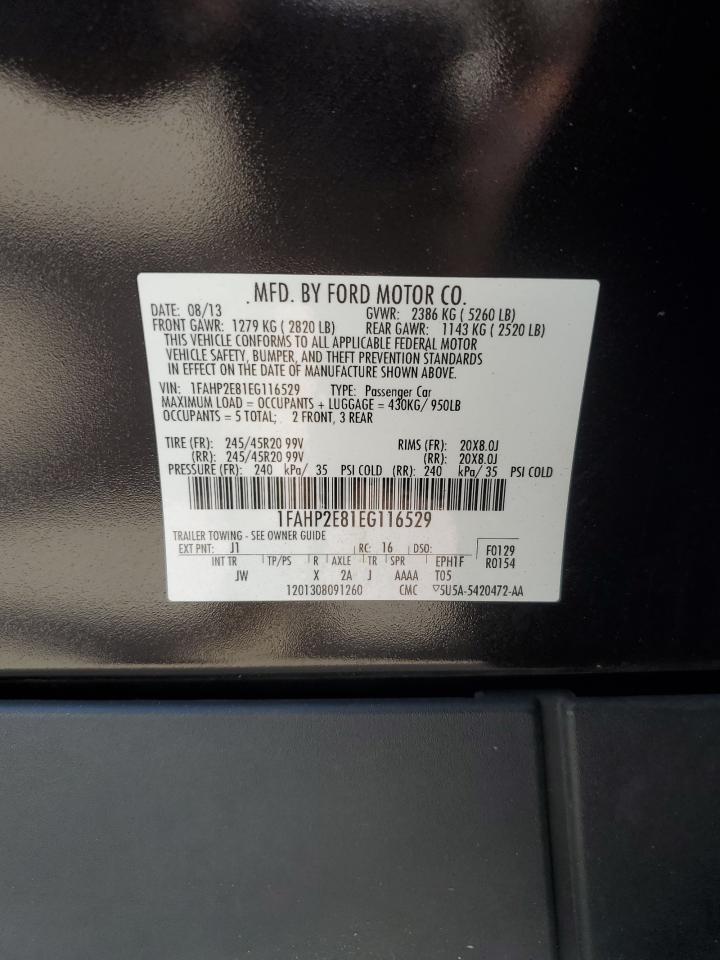 MFD. BY FORD MOTOR CO.
DATE: 08/13 GVWR: 2386 KG ( 5260 LB)
FRONT GAWR: 1279 KG ( 2820 LB) REAR GAWR: 1143 KG ( 2520 LB)
THIS VEHICLE CONFORMS TO ALL APPLICABLE FEDERAL MOTOR
VEHICLE SAFETY, BUMPER, AND THEFT PREVENTION STANDARDS
IN EFFECT ON THE DATE OF MANUFACTURE SHOWN ABOVE.
VIN: 1FAHP2E81EG116529 TYPE: Passenger Car
MAXIMUM LOAD = OCCUPANTS + LUGGAGE = 430KG/ 950LB
OCCUPANTS = 5 TOTAL; 2 FRONT, 3 REAR
TIRE (FR): 245/45R20 99V RIMS (FR): 20X8.0J
(RR): 245/45R20 99V (RR): 20X8.0J
PRESSURE (FR): 240 kPa/ 35 PSI COLD (RR): 240 kPa/ 35 PSI COLD
1FAHP2E81EG116529
TRAILER TOWING - SEE OWNER GUIDE
EXT PNT: J1 RC: 16 DSO: F0129
INT TR TP/PS R AXLE TR SPR EPH1F R0154
JW X 2A J AAAA T05
1201308091260 CMC ▽5U5A-5420472-AA